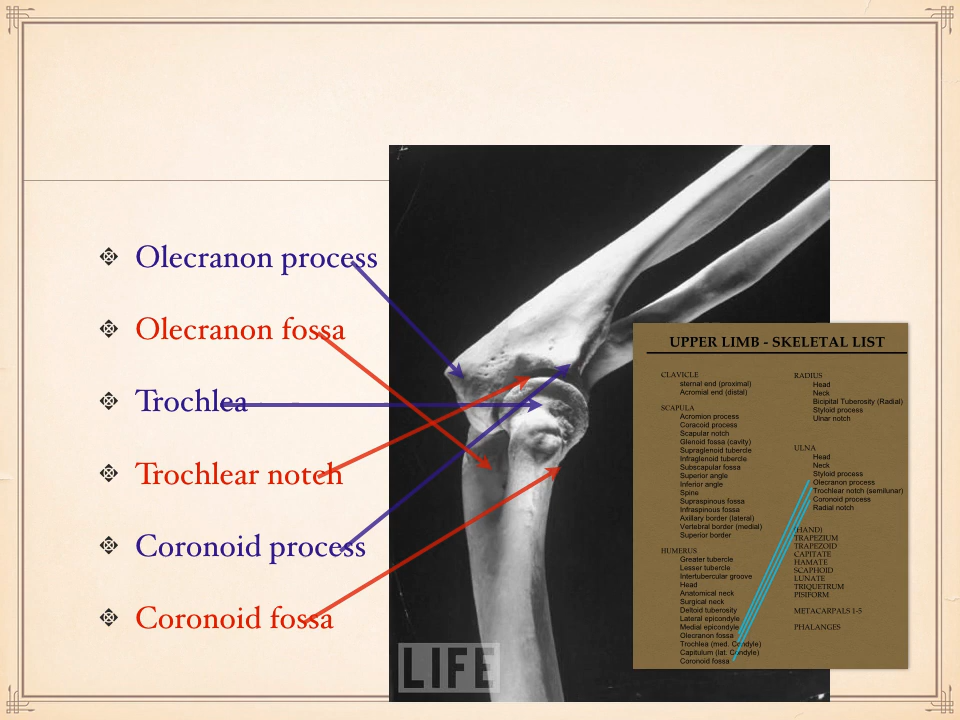 Olecranon process
Olecranon fossa
Trochlea
Trochlear notch
Coronoid process
Coronoid fossa
LIFE
UPPER LIMB - SKELETAL LIST
CLAVICLE
sternal end (proximal)
Acromial end (distal)
SCAPULA
Acromion process
Coracoid process
Scapular notch
Glenoid fossa (cavity)
Supraglenoid tubercle
Infraglenoid tubercle
Subscapular fossa
Superior angle
Inferior angle
Spine
Supraspinous fossa
Infraspinous fossa
Axillary border (lateral)
Vertebral border (medial)
Superior border
HUMERUS
Greater tubercle
Lesser tubercle
Intertubercular groove
Head
Anatomical neck
Surgical neck
Deltoid tuberosity
Lateral epicondyle
Medial epicondyle
Olecranon fossa
Trochlea (med. Condyle)
Capitulum (lat. Condyle)
Coronoid fossa
RADIUS
Head
Neck
Bicipital Tuberosity (Radial)
Styloid process
Ulnar notch
ULNA
Head
Neck
Styloid process
Olecranon process
Trochlear notch (semilunar)
Coronoid process
Radial notch
(HAND)
TRAPEZIUM
TRAPEZOID
CAPITATE
HAMATE
SCAPHOID
LUNATE
TRIQUETRUM
PISIFORM
METACARPALS 1-5
PHALANGES